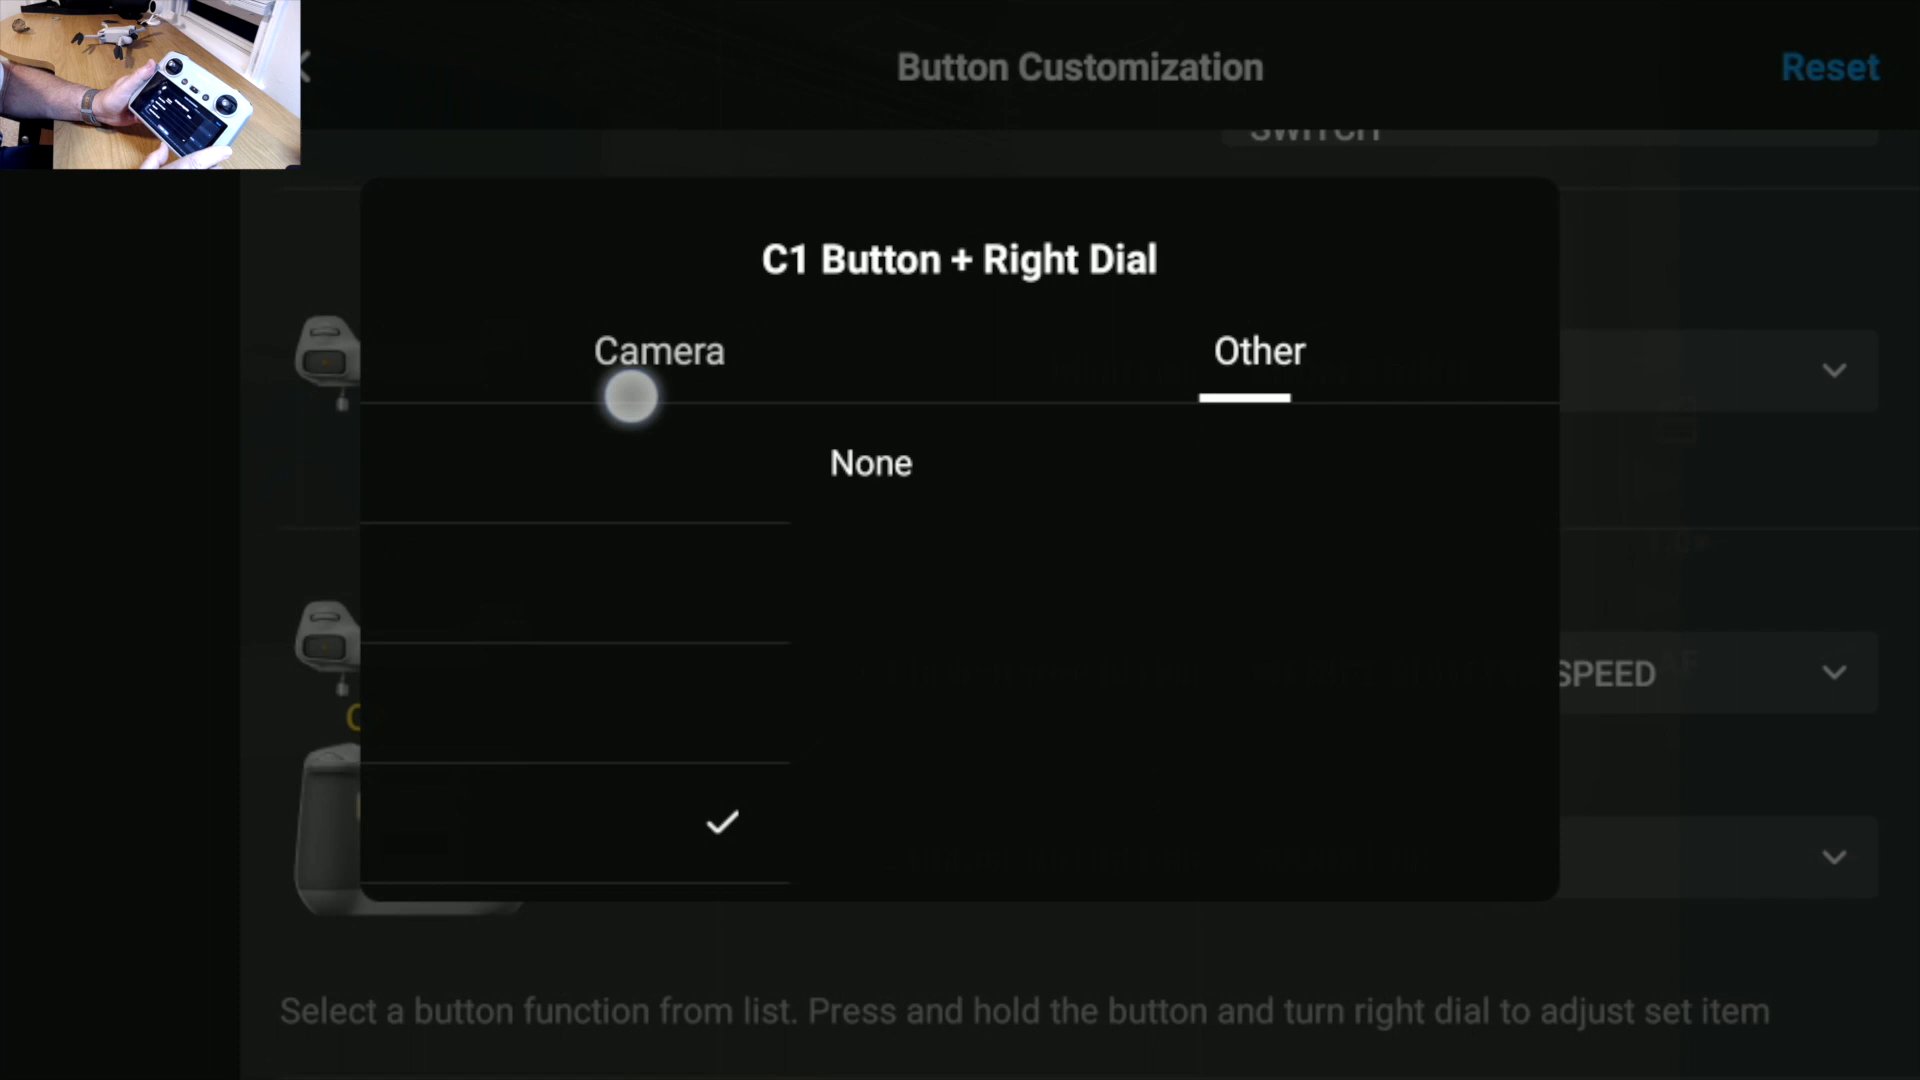 Button Customization
Reset
SWITCH
C1 Button + Right Dial
Camera
Other
None
SPEED
Select a button function from list. Press and hold the button and turn right dial to adjust set item